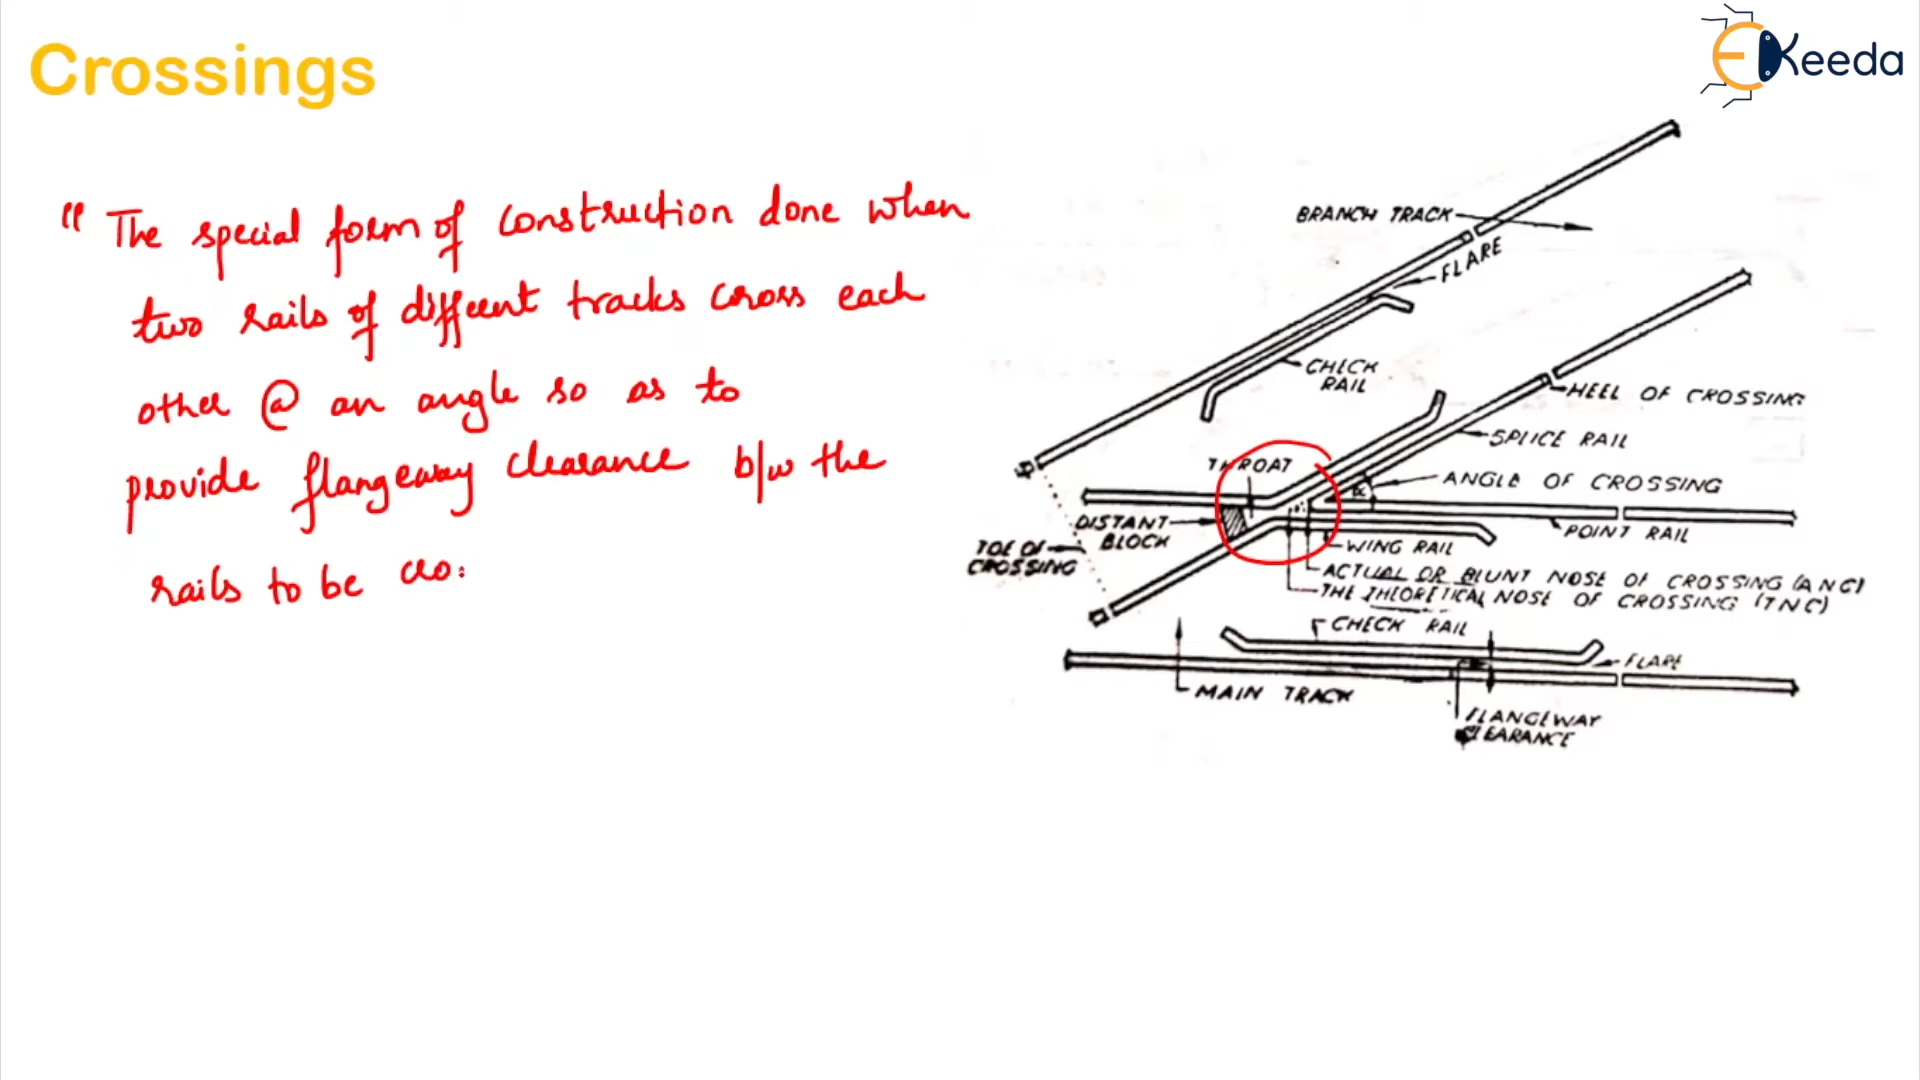 Crossings
EKeeda
"The special form of construction done when
two rails of different tracks cross each
other @ an angle so as to
provide flangeway clearance b/w the
rails to be cro
BRANCH TRACK
FLARE
CHECK
RAIL
HEEL OF CROSSING
SPLICE RAIL
THROAT
ANGLE OF CROSSING
α
DISTANT
BLOCK
POINT RAIL
TOE OF
CROSSING
WING RAIL
ACTUAL OR BLUNT NOSE OF CROSSING (ANC)
THE THEORETICAL NOSE OF CROSSING (TNC)
CHECK RAIL
FLARE
MAIN TRACK
FLANGEWAY
CLEARANCE